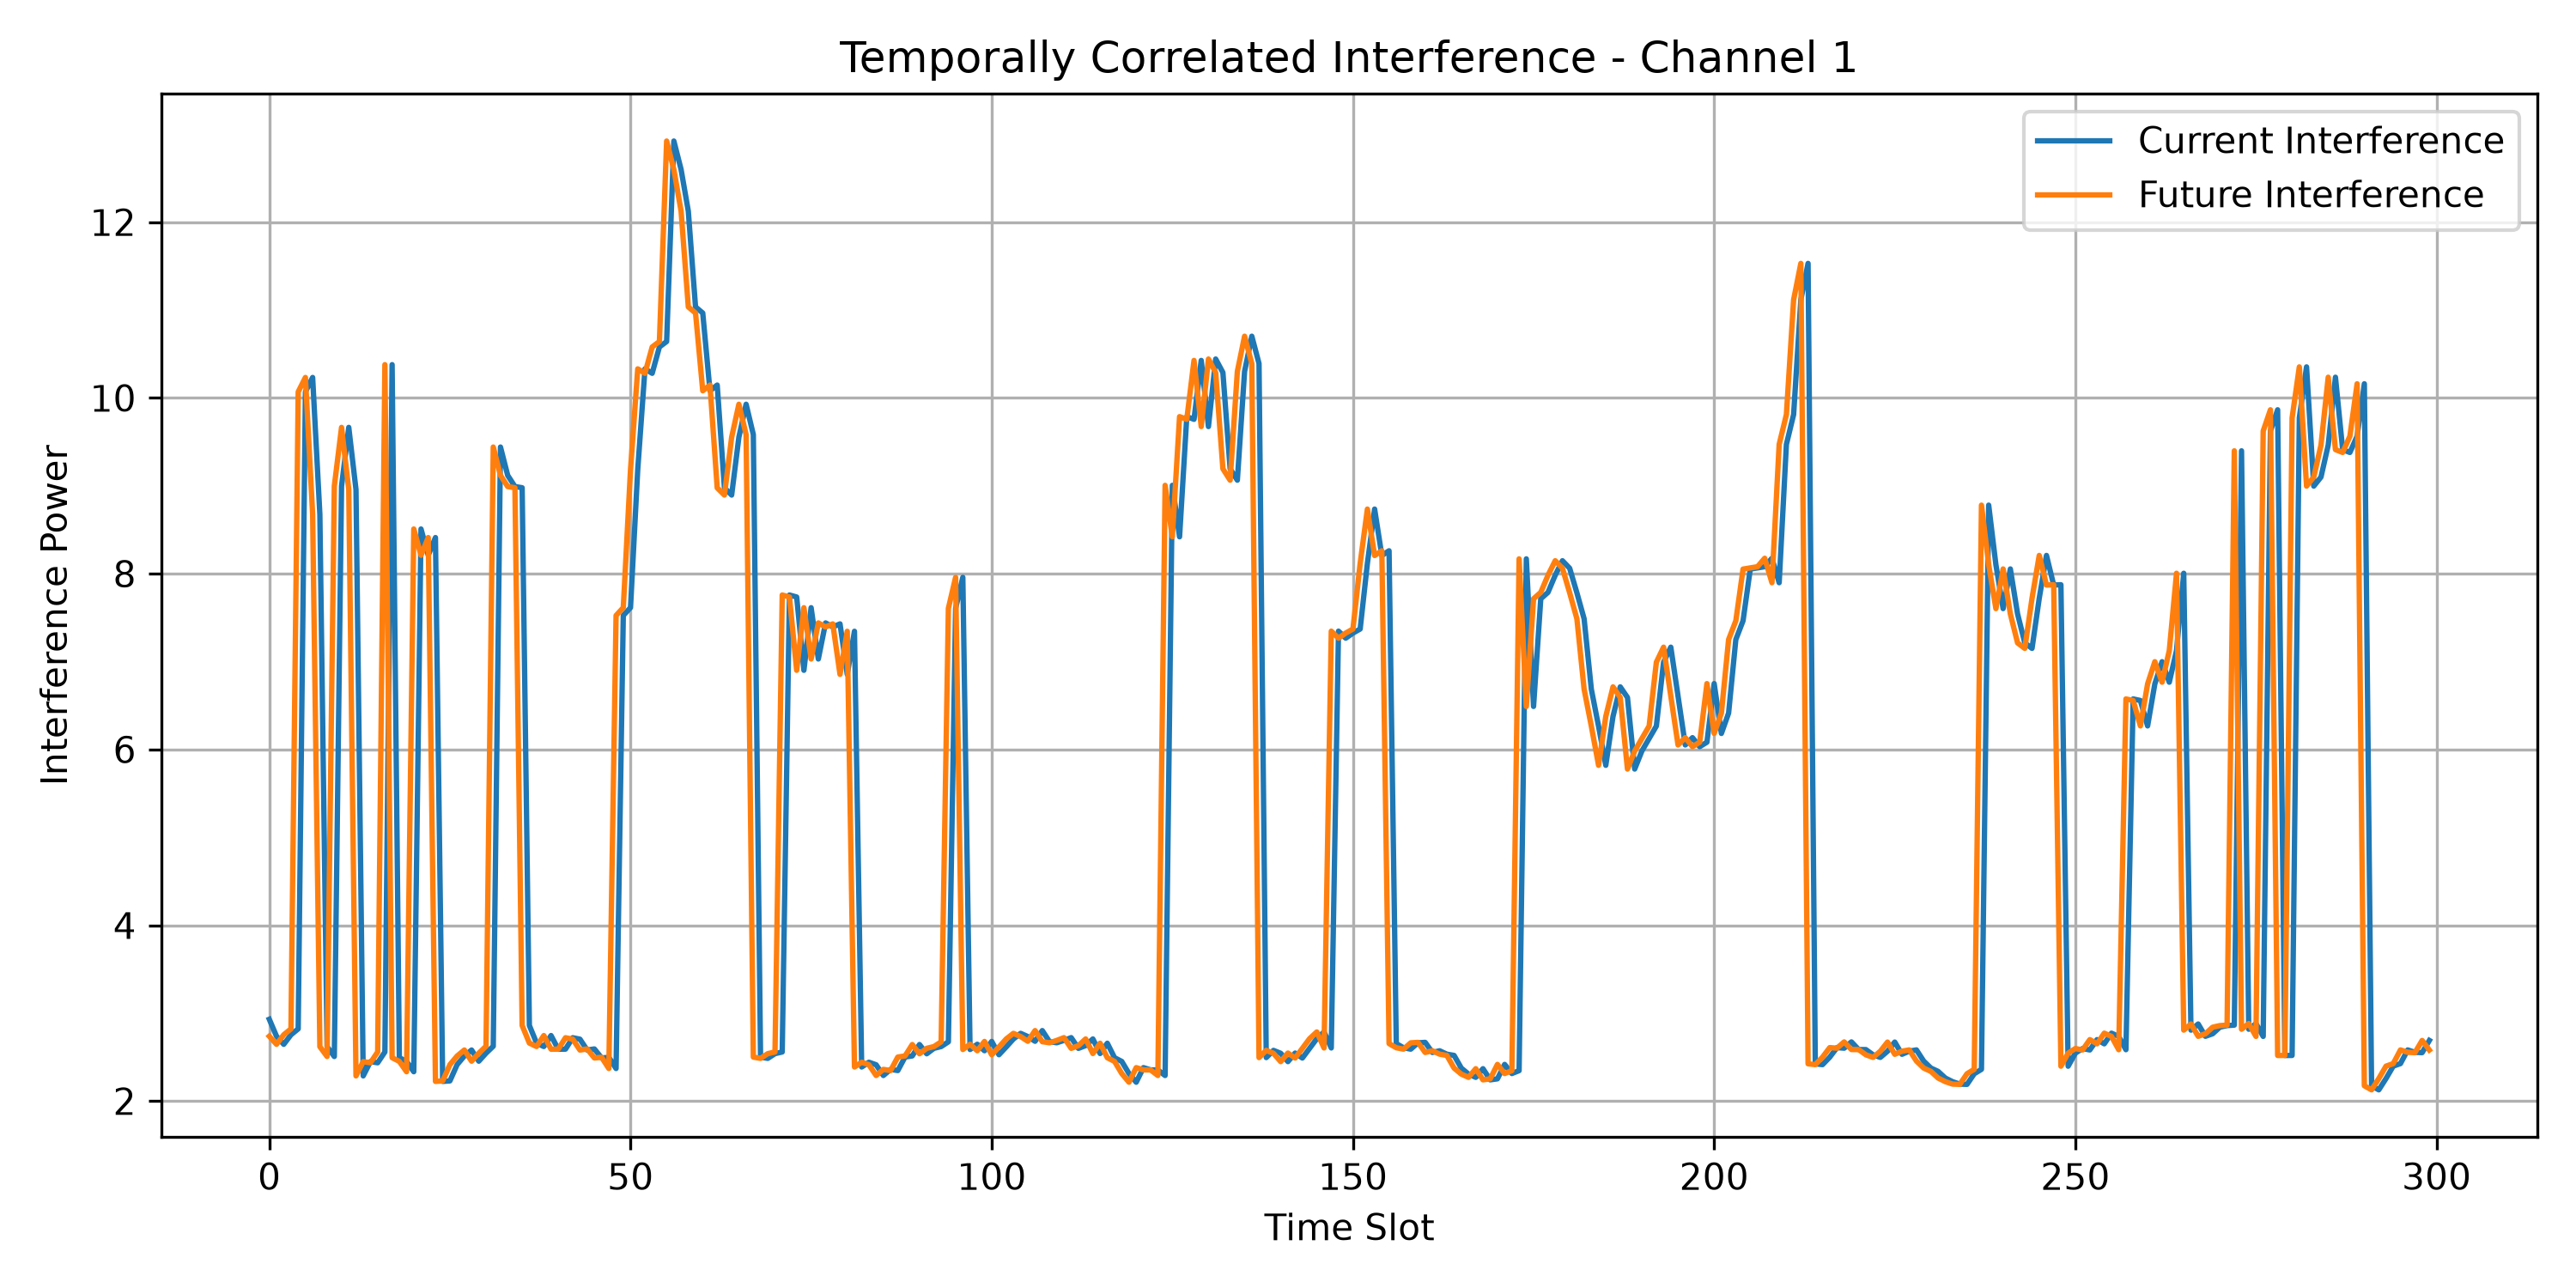 Temporally Correlated Interference - Channel 1
Current Interference
Future Interference
Interference Power
12
10
8
6
4
2
0 50 100 150 200 250 300
Time Slot